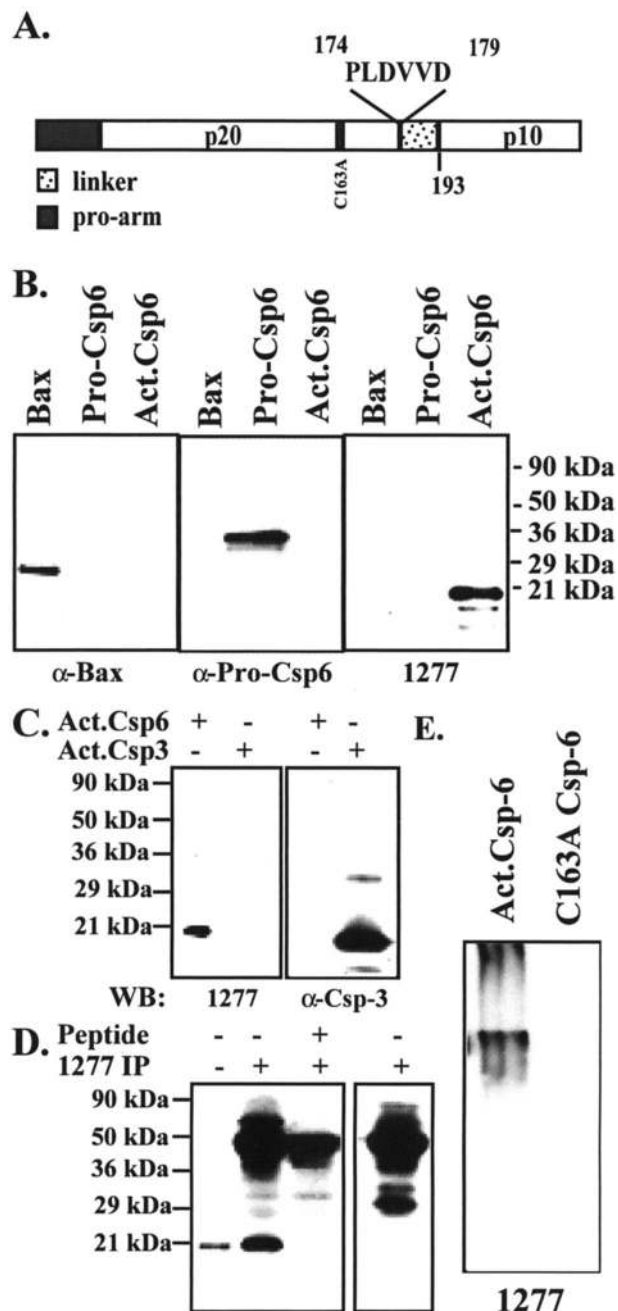 A.
174 179
PLDVVD
p20 p10
C163A
193
linker
pro-arm
B.
Bax Pro-Csp6 Act.Csp6 Bax Pro-Csp6 Act.Csp6 Bax Pro-Csp6 Act.Csp6
- 90 kDa
- 50 kDa
- 36 kDa
- 29 kDa
- 21 kDa
α-Bax α-Pro-Csp6 1277
C. Act.Csp6 + - + -
Act.Csp3 - + - +
90 kDa
50 kDa
36 kDa
29 kDa
21 kDa
WB: 1277 α-Csp-3
D. Peptide - - + -
1277 IP - + + +
90 kDa
50 kDa
36 kDa
29 kDa
21 kDa
E.
Act.Csp-6 C163A Csp-6
1277